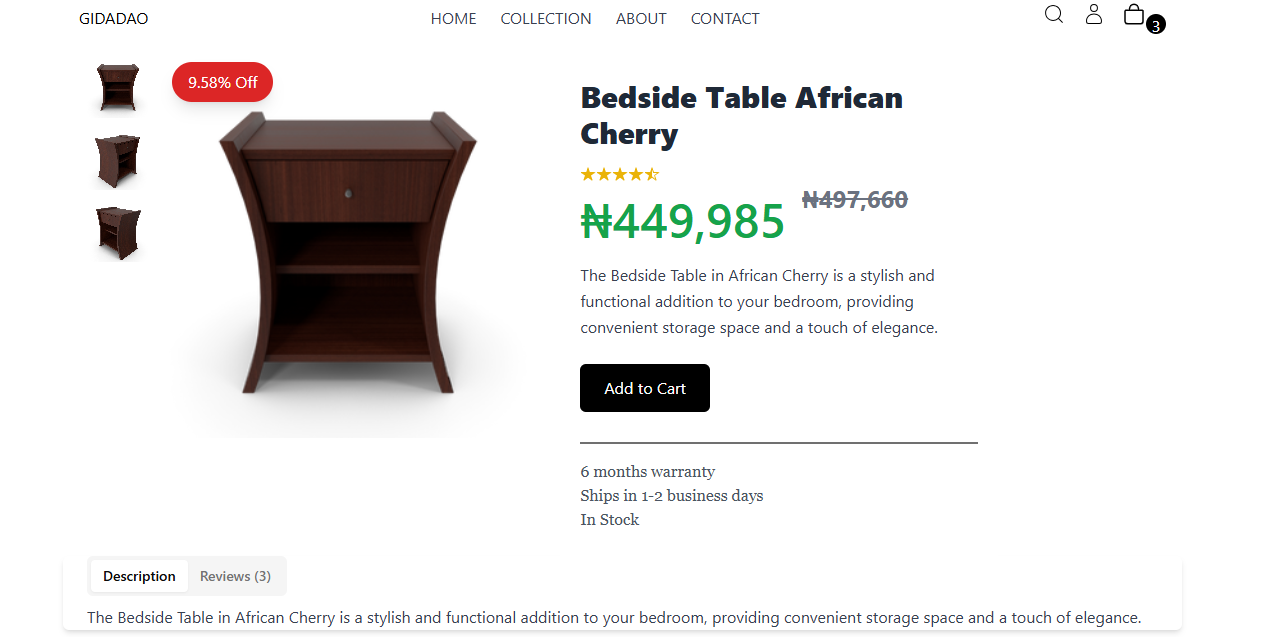 GIDADAO
HOME COLLECTION ABOUT CONTACT
3
9.58% Off
Bedside Table African
Cherry
₦449,985 ₦497,660
The Bedside Table in African Cherry is a stylish and
functional addition to your bedroom, providing
convenient storage space and a touch of elegance.
Add to Cart
6 months warranty
Ships in 1-2 business days
In Stock
Description Reviews (3)
The Bedside Table in African Cherry is a stylish and functional addition to your bedroom, providing convenient storage space and a touch of elegance.